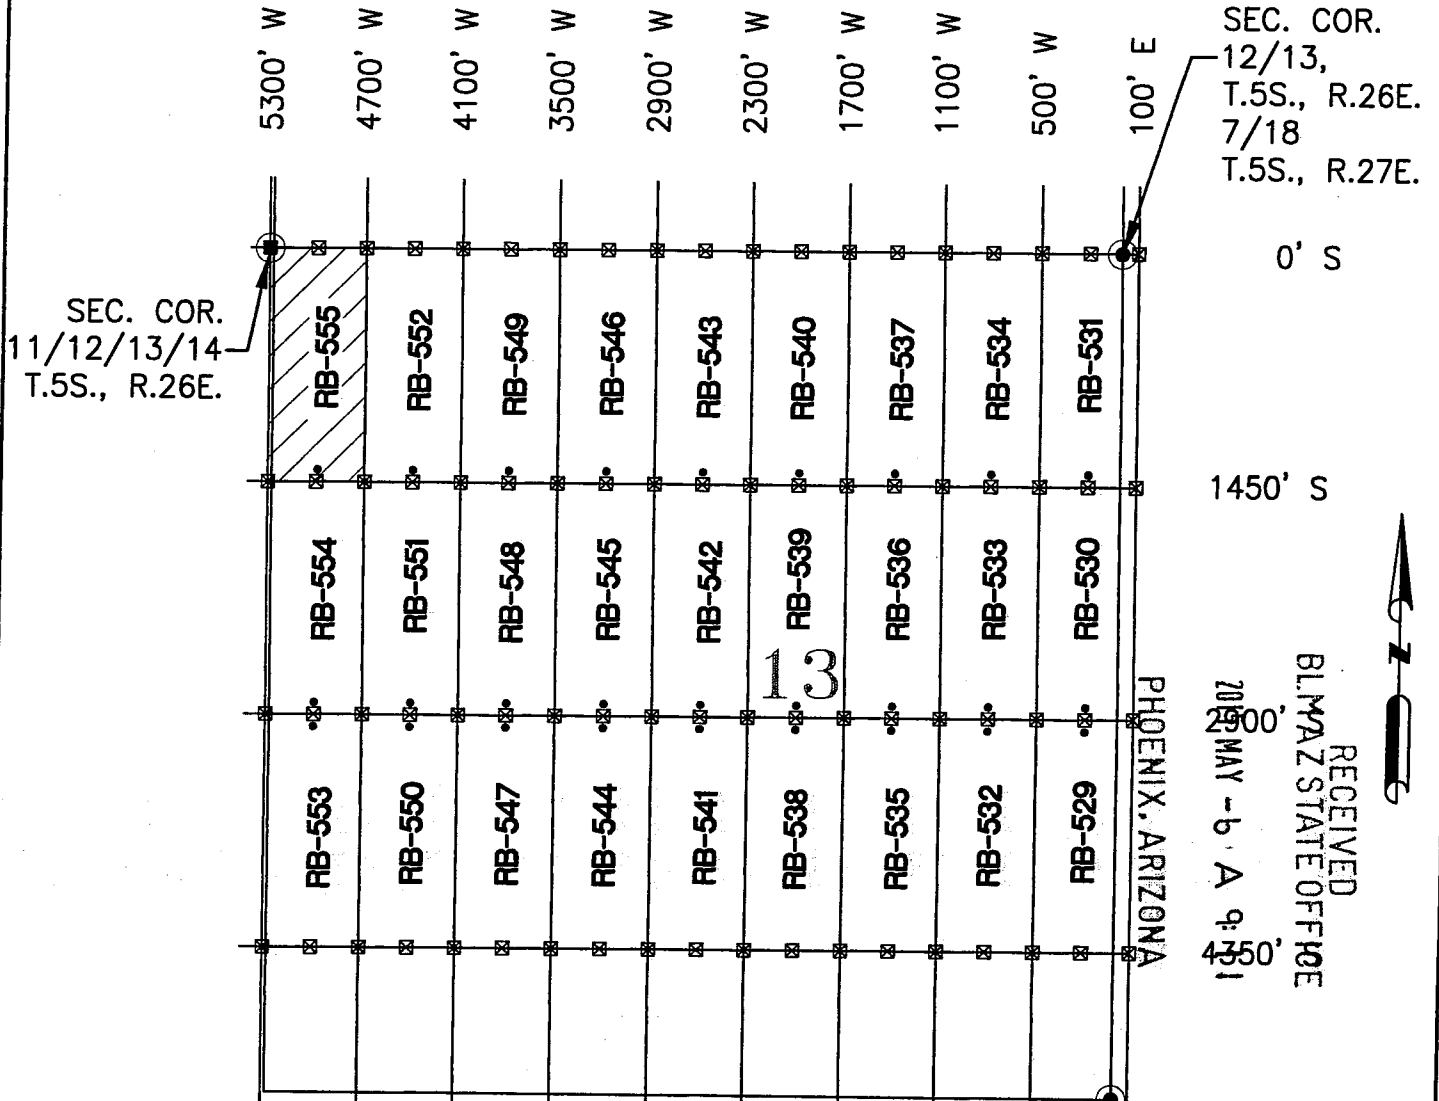 5300' W
4700' W
4100' W
3500' W
2900' W
2300' W
1700' W
1100' W
500' W
100' E
SEC. COR.
12/13,
T.5S., R.26E.
7/18
T.5S., R.27E.
0' S
SEC. COR.
11/12/13/14
T.5S., R.26E.
RB-555
RB-552
RB-549
RB-546
RB-543
RB-540
RB-537
RB-534
RB-531
1450' S
RB-554
RB-551
RB-548
RB-545
RB-542
RB-539
RB-536
RB-533
RB-530
13
2900' S
RB-553
RB-550
RB-547
RB-544
RB-541
RB-538
RB-535
RB-532
RB-529
4350' S
N
RECEIVED
BLM AZ STATE OFFICE
MAY -6 A 9:
PHOENIX, ARIZONA